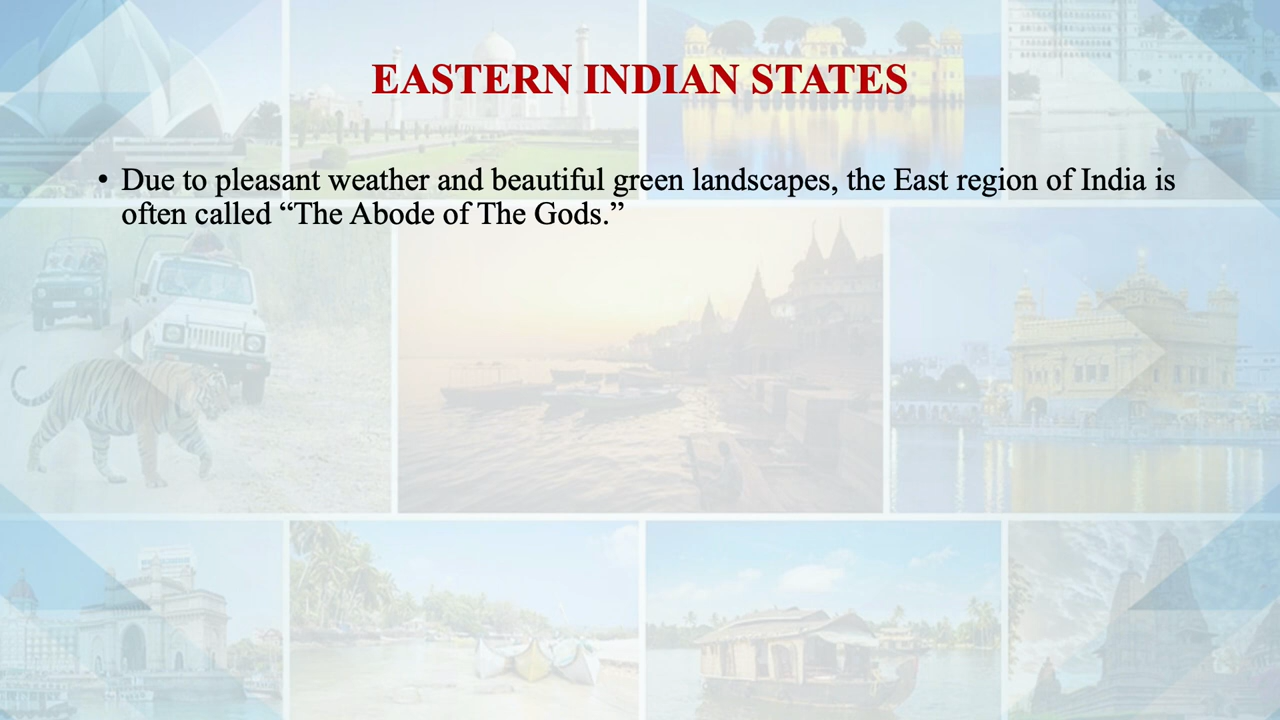 EASTERN INDIAN STATES
• Due to pleasant weather and beautiful green landscapes, the East region of India is
often called “The Abode of The Gods.”